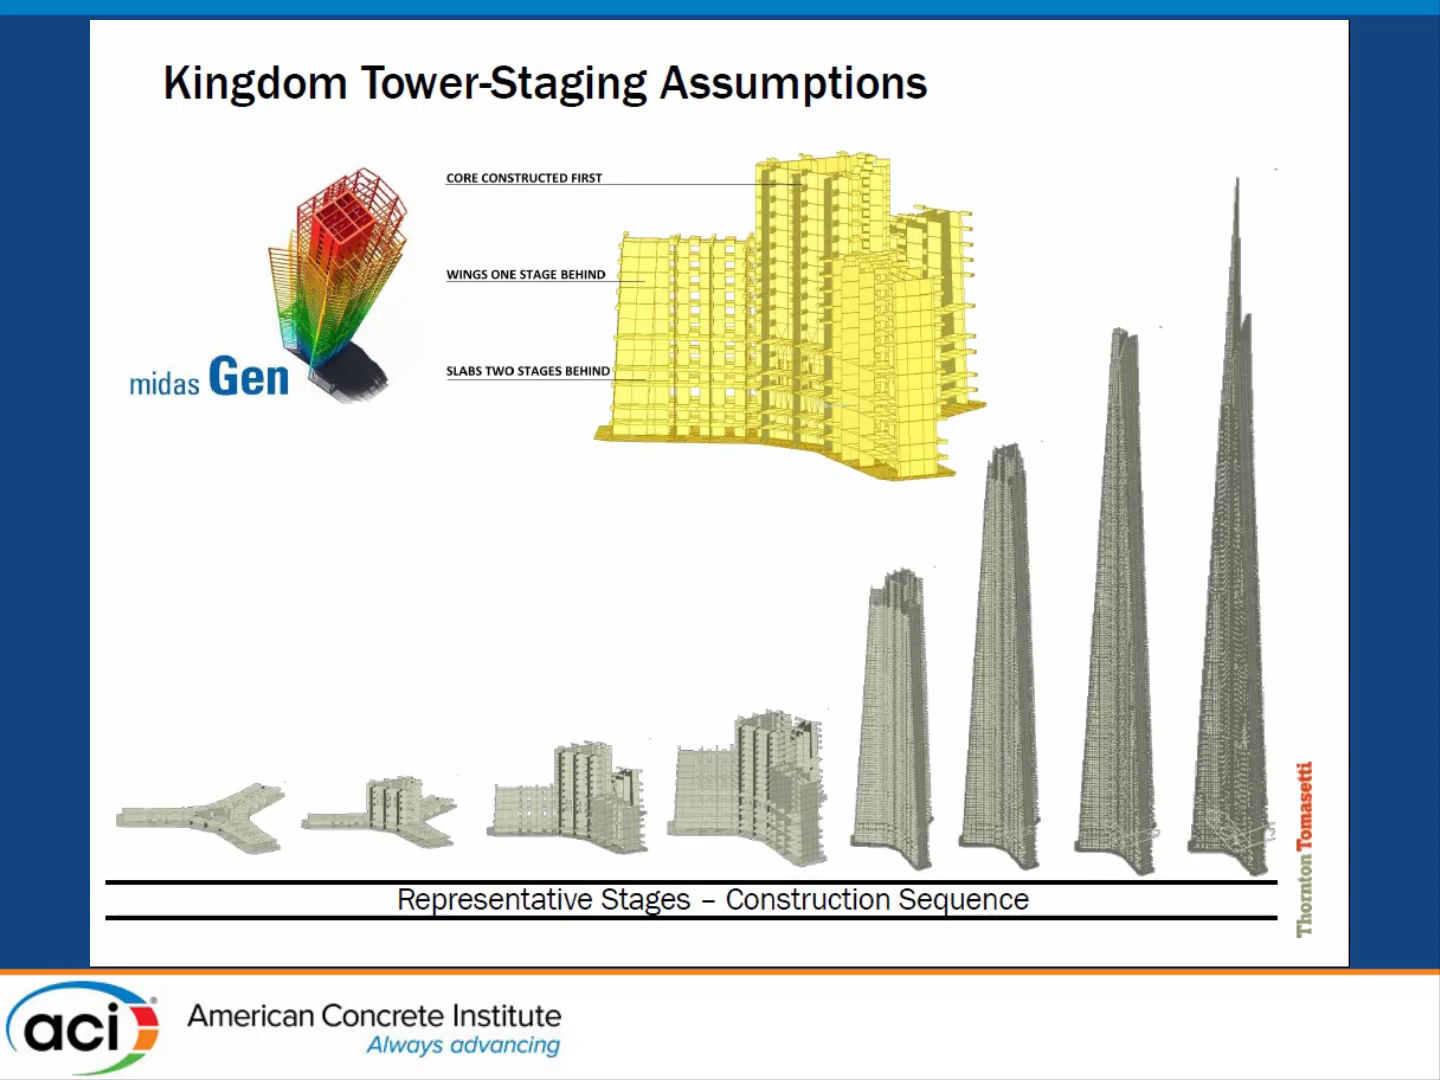 Kingdom Tower-Staging Assumptions
CORE CONSTRUCTED FIRST
WINGS ONE STAGE BEHIND
midas Gen
SLABS TWO STAGES BEHIND
Representative Stages – Construction Sequence
Thornton Tomasetti
aci
American Concrete Institute
Always advancing